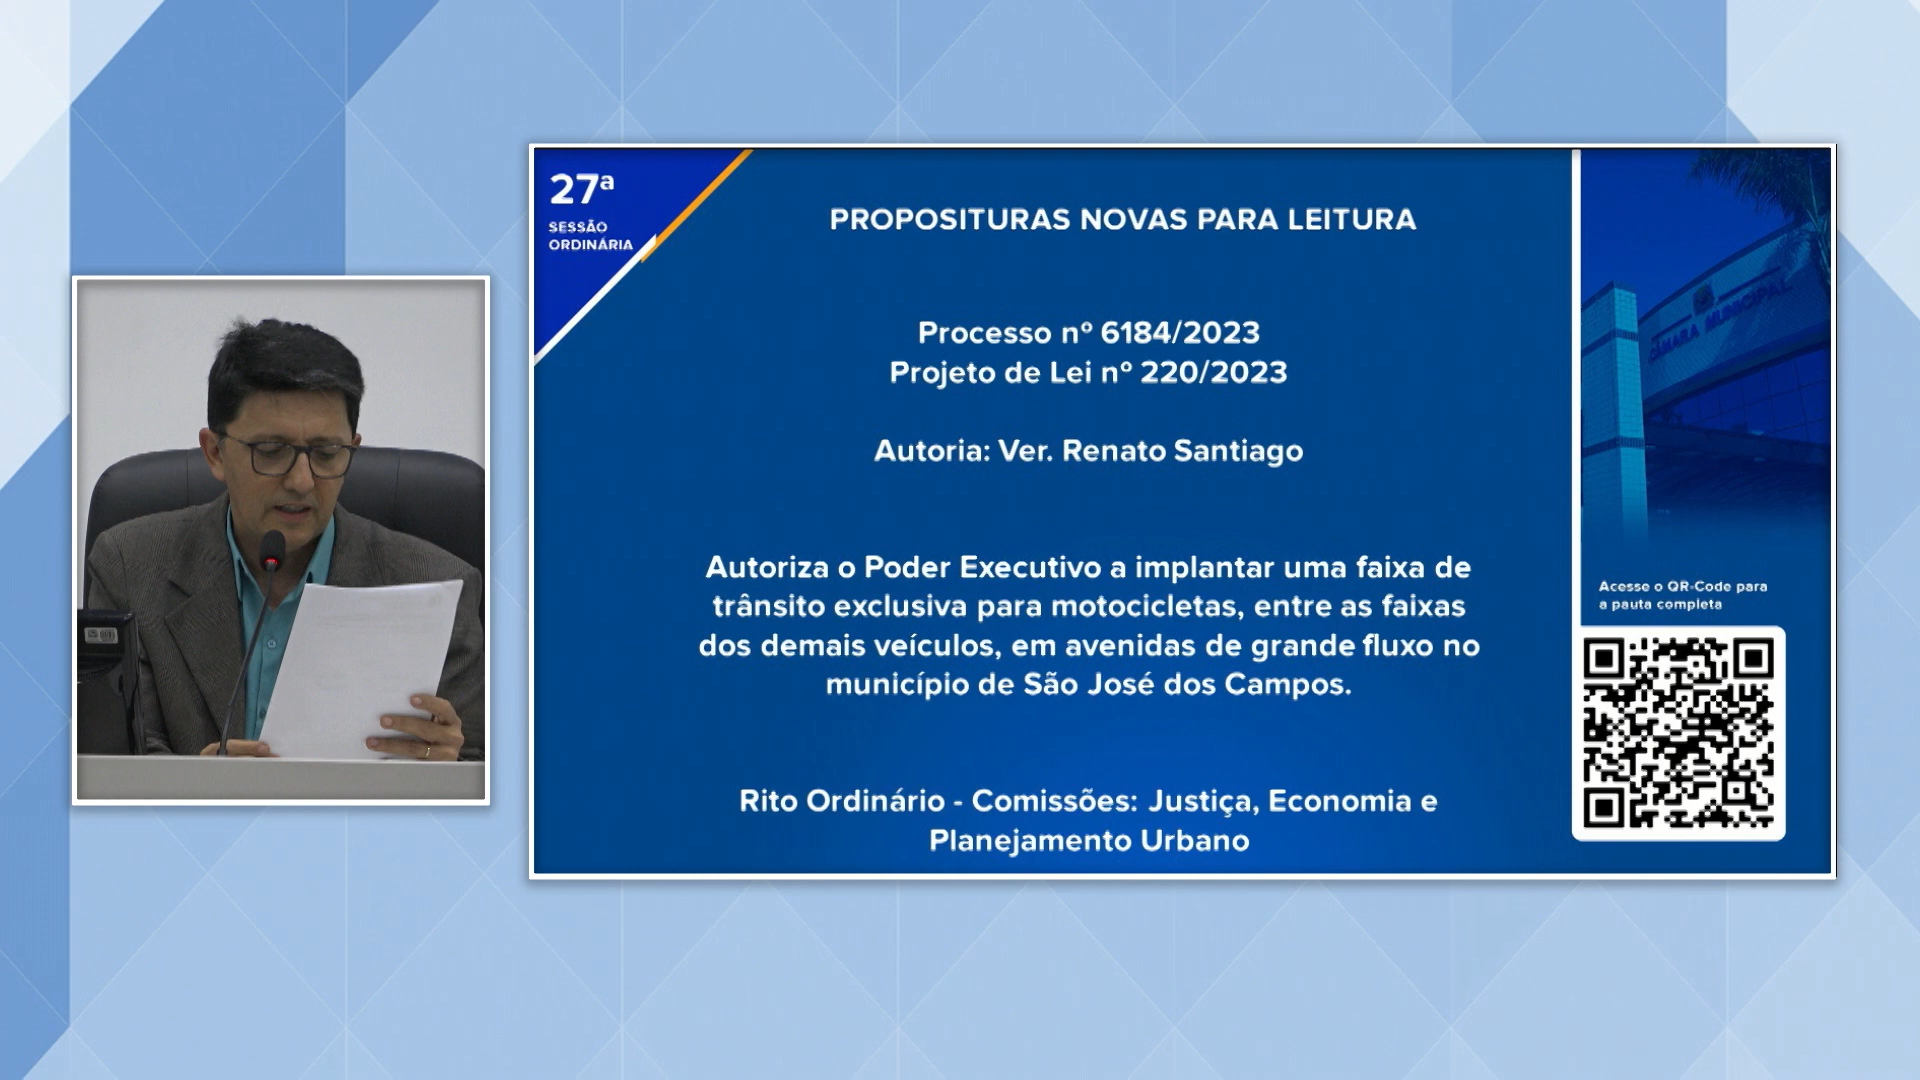 27ª
SESSÃO
ORDINÁRIA
PROPOSITURAS NOVAS PARA LEITURA
Processo nº 6184/2023
Projeto de Lei nº 220/2023
Autoria: Ver. Renato Santiago
Autoriza o Poder Executivo a implantar uma faixa de
trânsito exclusiva para motocicletas, entre as faixas
dos demais veículos, em avenidas de grande fluxo no
município de São José dos Campos.
Rito Ordinário - Comissões: Justiça, Economia e
Planejamento Urbano
CÂMARA MUNICIPAL
Acesse o QR-Code para
a pauta completa